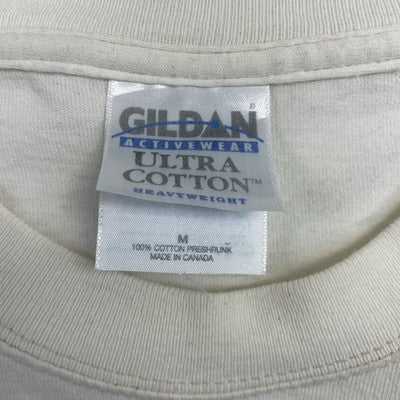 GILDAN®
ACTIVEWEAR
ULTRA
COTTON™
HEAVYWEIGHT
M
100% COTTON PRESHRUNK
MADE IN CANADA